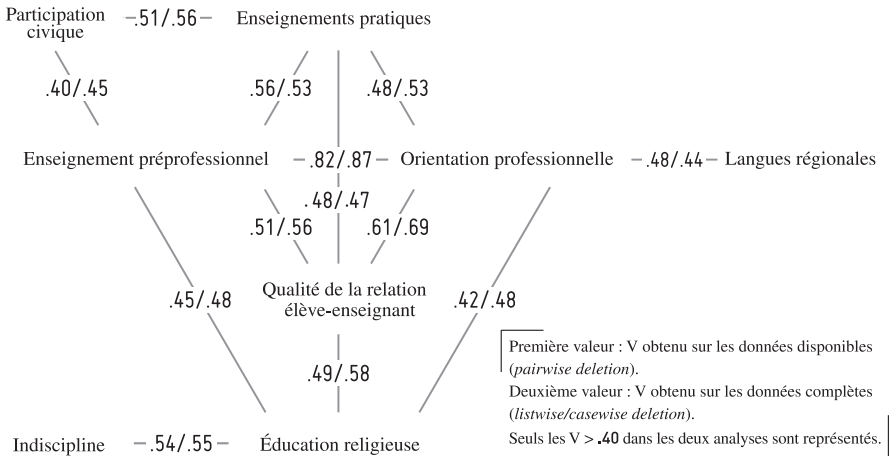 Participation
civique
.51/.56
Enseignements pratiques
.40/.45
.56/.53
.48/.53
Enseignement préprofessionnel
.82/.87
Orientation professionnelle
.48/.44
Langues régionales
.48/.47
.51/.56
.61/.69
Qualité de la relation
élève-enseignant
.45/.48
.42/.48
.49/.58
Première valeur : V obtenu sur les données disponibles
(pairwise deletion).
Deuxième valeur : V obtenu sur les données complètes
(listwise/casewise deletion).
Seuls les V > .40 dans les deux analyses sont représentés.
Indiscipline
.54/.55
Éducation religieuse